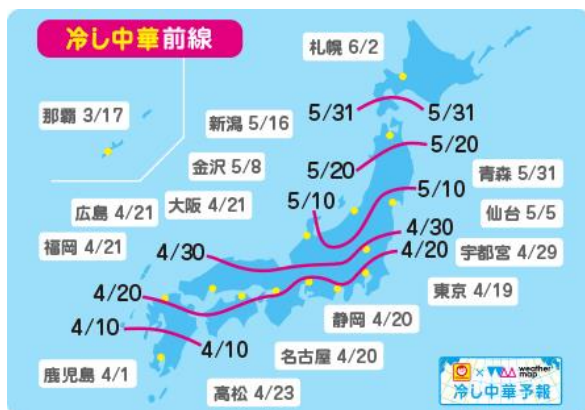 冷し中華前線
札幌 6/2
那覇 3/17
5/31
5/31
新潟 5/16
5/20
5/20
金沢 5/8
青森 5/31
5/10
5/10
大阪 4/21
広島 4/21
仙台 5/5
4/30
福岡 4/21
4/30
4/20
宇都宮 4/29
4/20
東京 4/19
静岡 4/20
4/10
4/10
名古屋 4/20
鹿児島 4/1
高松 4/23
× weather map
冷し中華予報